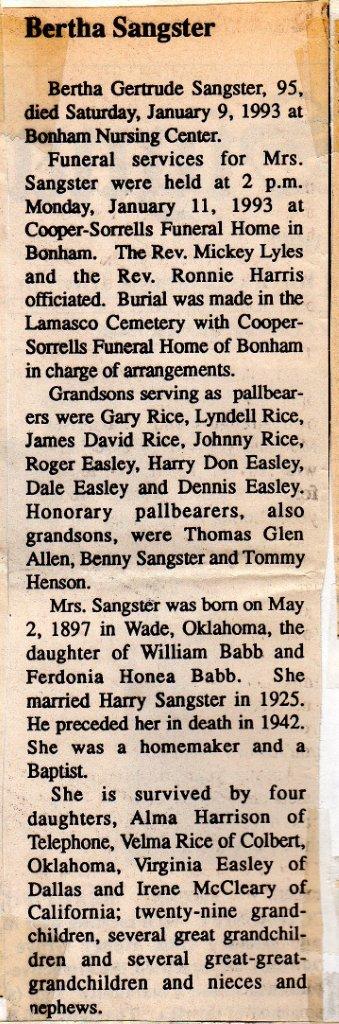 Bertha Sangster
Bertha Gertrude Sangster, 95,
died Saturday, January 9, 1993 at
Bonham Nursing Center.
Funeral services for Mrs.
Sangster were held at 2 p.m.
Monday, January 11, 1993 at
Cooper-Sorrells Funeral Home in
Bonham. The Rev. Mickey Lyles
and the Rev. Ronnie Harris
officiated. Burial was made in the
Lamasco Cemetery with Cooper-
Sorrells Funeral Home of Bonham
in charge of arrangements.
Grandsons serving as pallbear-
ers were Gary Rice, Lyndell Rice,
James David Rice, Johnny Rice,
Roger Easley, Harry Don Easley,
Dale Easley and Dennis Easley.
Honorary pallbearers, also
grandsons, were Thomas Glen
Allen, Benny Sangster and Tommy
Henson.
Mrs. Sangster was born on May
2, 1897 in Wade, Oklahoma, the
daughter of William Babb and
Ferdonia Honea Babb. She
married Harry Sangster in 1925.
He preceded her in death in 1942.
She was a homemaker and a
Baptist.
She is survived by four
daughters, Alma Harrison of
Telephone, Velma Rice of Colbert,
Oklahoma, Virginia Easley of
Dallas and Irene McCleary of
California; twenty-nine grand-
children, several great grandchil-
dren and several great-great-
grandchildren and nieces and
nephews.